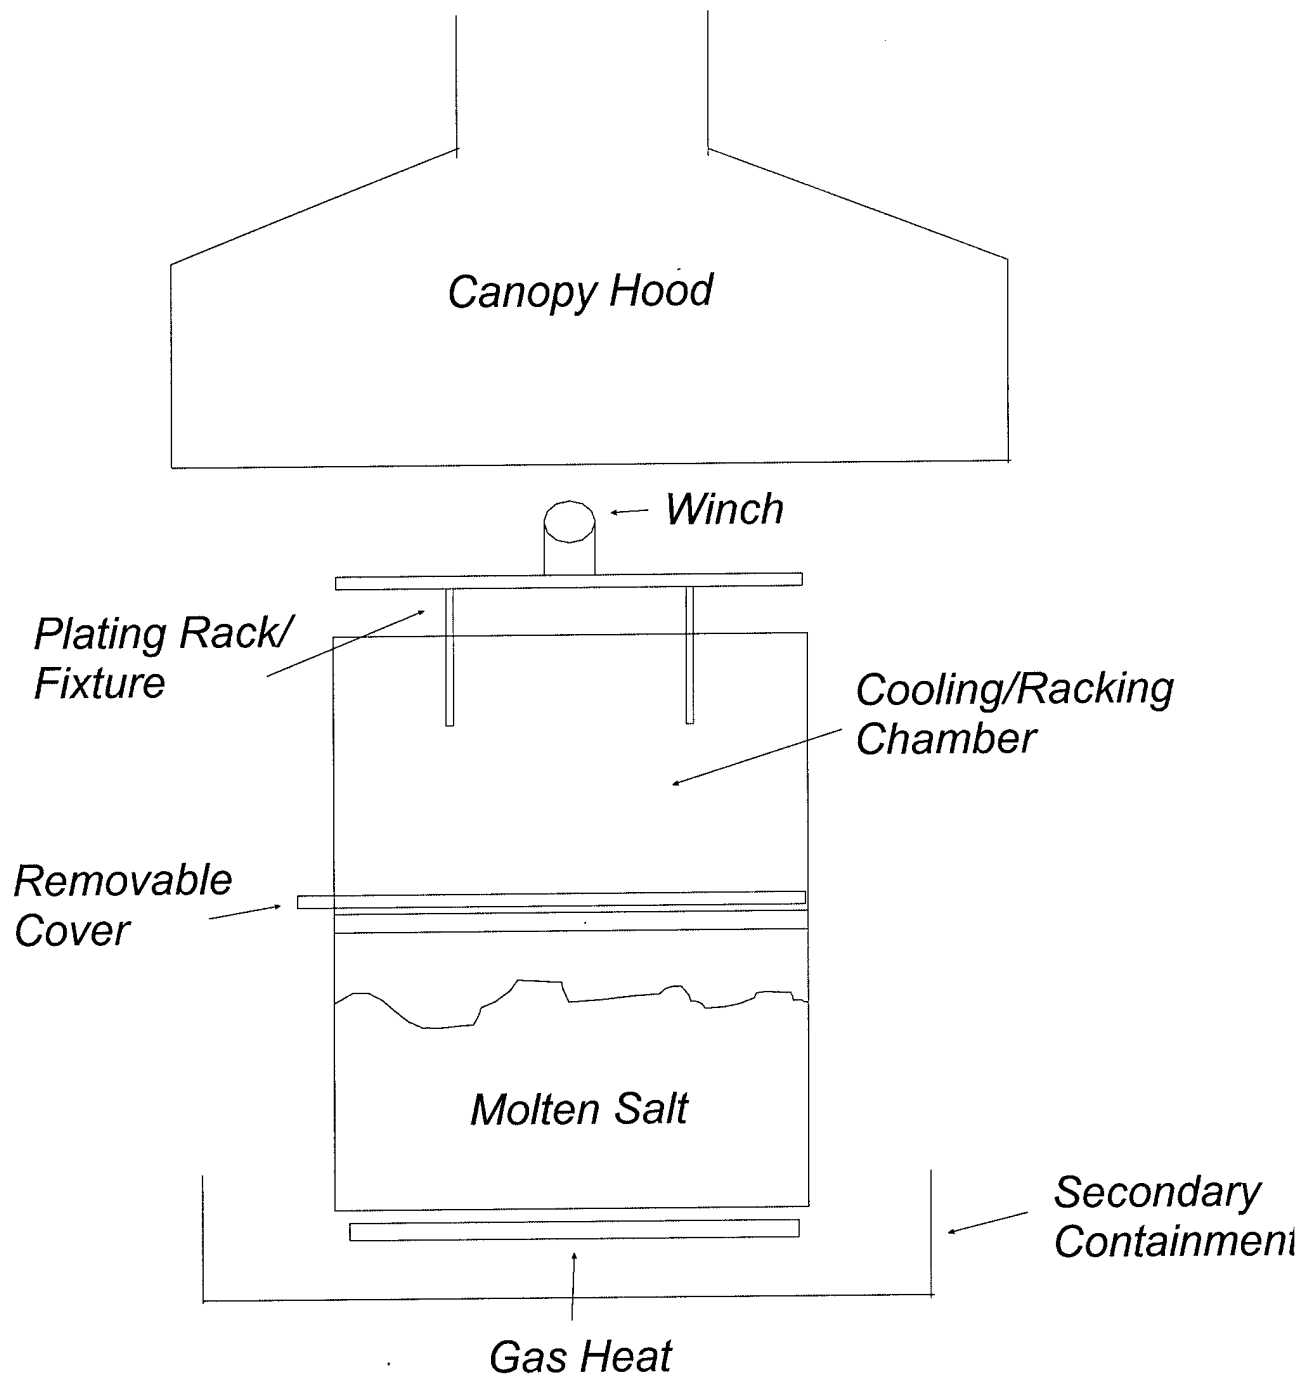 Canopy Hood
Winch
Plating Rack/
Fixture
Cooling/Racking
Chamber
Removable
Cover
Molten Salt
Secondary
Containment
Gas Heat